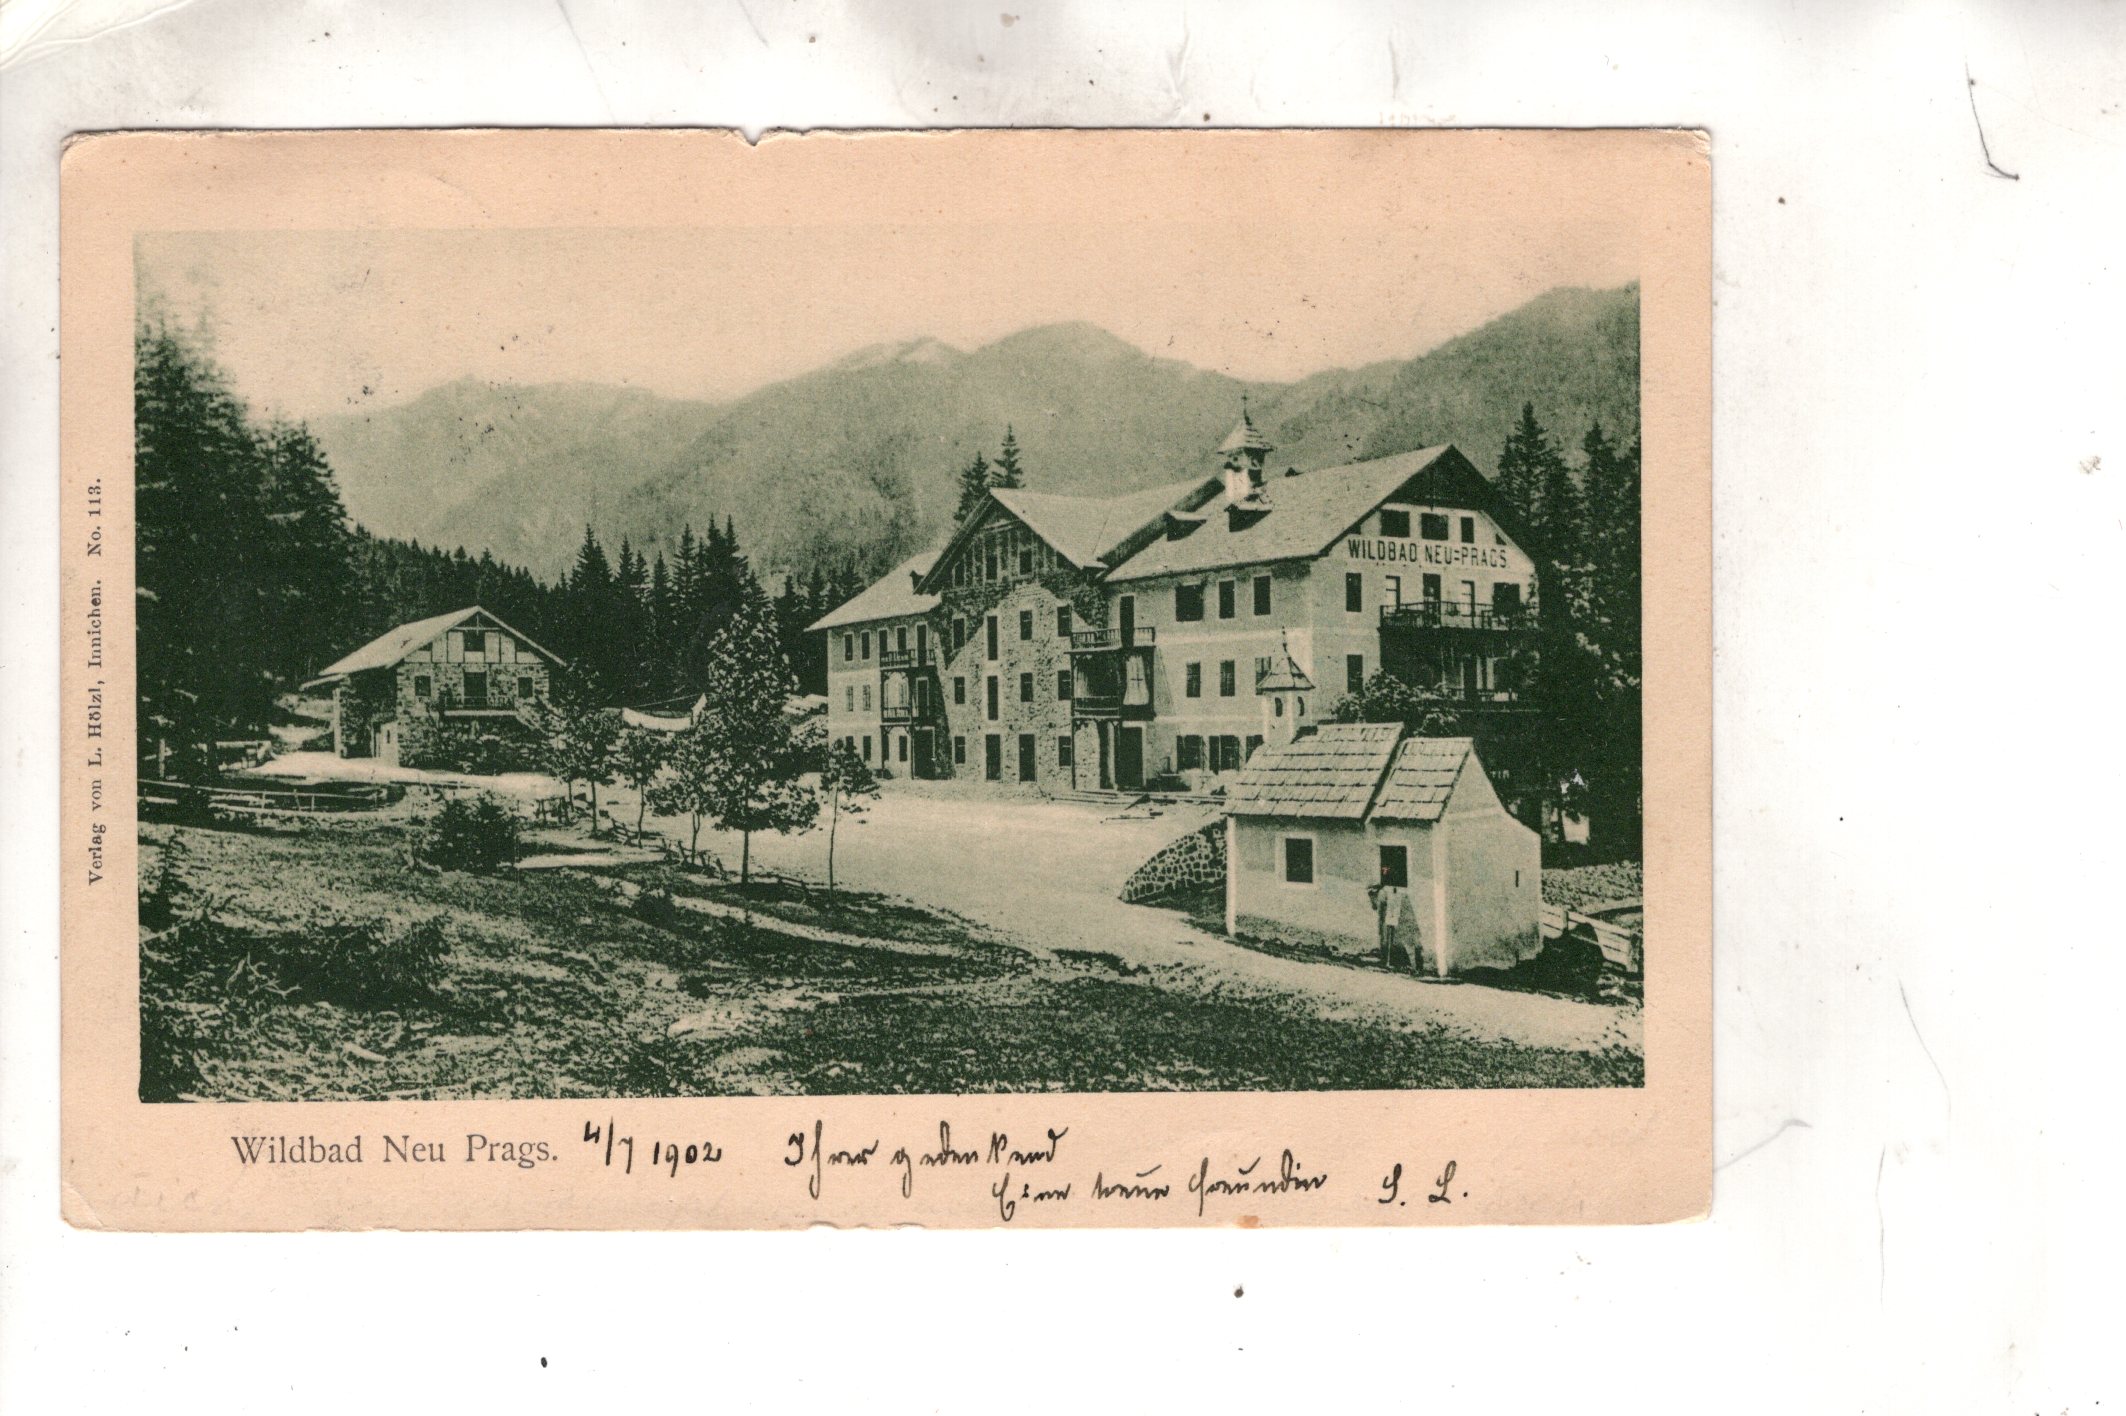 Verlag von L. Hölzl, Innichen. No. 113.
WILDBAD NEU=PRAGS
Wildbad Neu Prags. 4/7 1902 Ihrer gedenkend
Eine treue Freundin S. L.